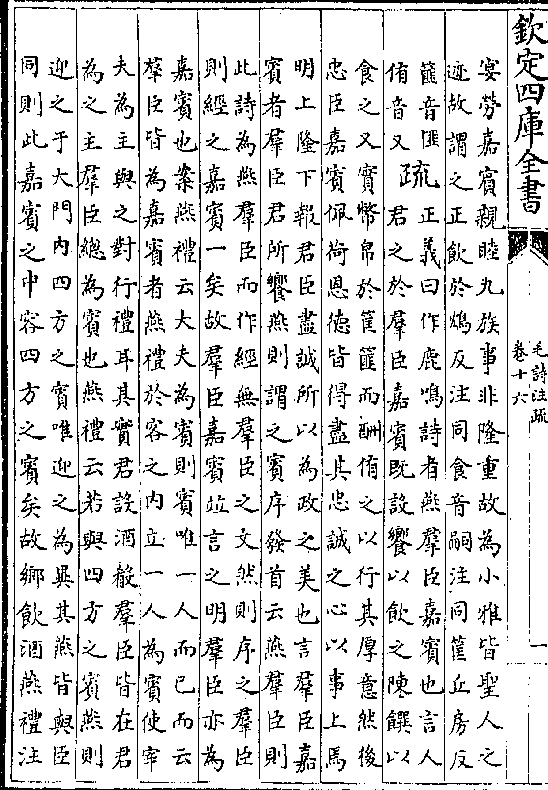 欽定四庫全書
毛詩注疏
卷十六
一
宴勞嘉賓親睦九族事非隆重故為小雅皆聖人之
迹故謂之正飲於鴆反注同食音嗣注同筐丘房反
篚音匪
侑音又疏正義曰作鹿鳴詩者燕群臣嘉賓也言人
君之於羣臣嘉賓既設饗以飲之陳饌以
食之又實幣帛於筐篚而酬侑之以行其厚意然後
忠臣嘉賓佩荷恩德皆得盡其忠誠之心以事上焉
明上隆下報君臣盡誠所以為政之美也言羣臣嘉
賓者羣臣君所饗燕則謂之賓序發首云燕羣臣則
此詩為燕羣臣而作經無羣臣之文然則序之羣臣
則經之嘉賓一矣故羣臣嘉賓竝言之明羣臣亦為
嘉賓也案燕禮云大夫為賓則賓唯一人而已而云
羣臣皆為嘉賓者燕禮於客之内立一人為賓使宰
夫為主與之對行禮耳其實君設酒殽羣臣皆在君
為之主羣臣總為賓也燕禮云若與四方之賓燕則
迎之于大門内四方之賓唯迎之為異其燕皆與臣
同則此嘉賓之中容四方之賓矣故鄉飲酒燕禮注